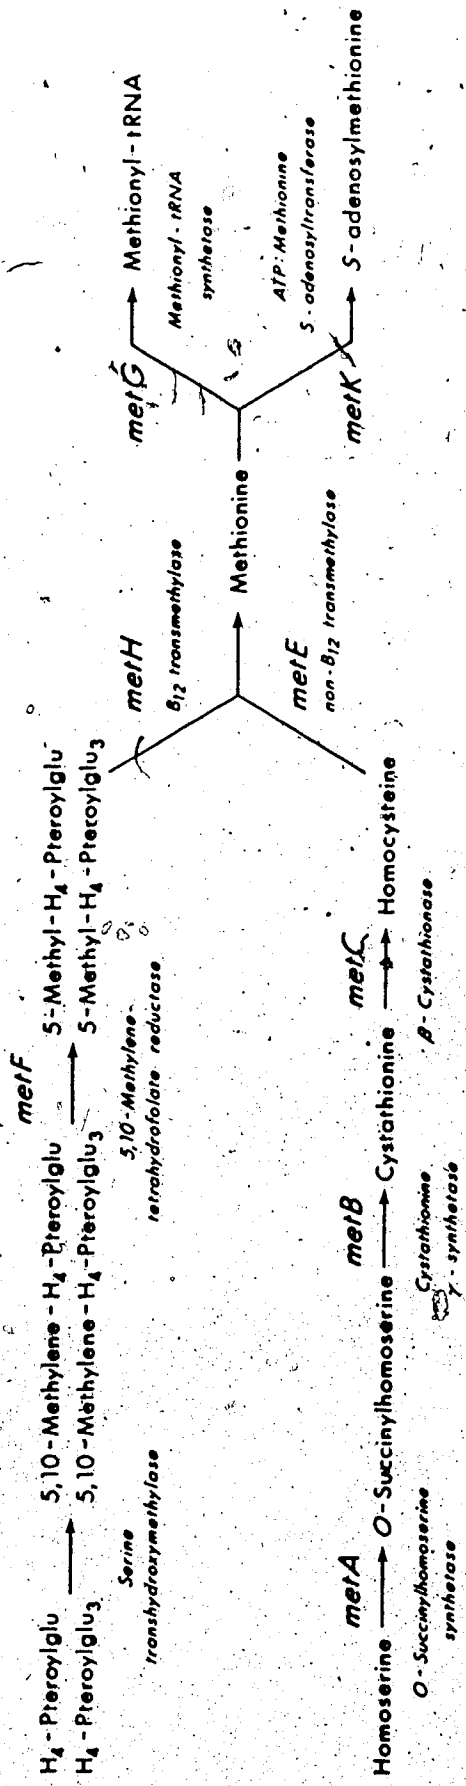 metF
H4-Pteroylglu 5,10-Methylene-H4-Pteroylglu 5-Methyl-H4-Pteroylglu
H4-Pteroylglu3 5,10-Methylene-H4-Pteroylglu3 5-Methyl-H4-Pteroylglu3
Serine
transhydroxymethylase
5,10-Methylene-
tetrahydrofolate reductase
metH
B12 transmethylase
Methionine
metE
non-B12 transmethylase
metG
Methionyl-tRNA
Methionyl-tRNA
synthetase
metK
ATP:Methionine
S-adenosyltransferase
S-adenosylmethionine
metA metB metC
Homoserine O-Succinylhomoserine Cystathionine Homocysteine
O-Succinylhomoserine
synthetase
Cystathionine
γ-synthetase
β-Cystathionase